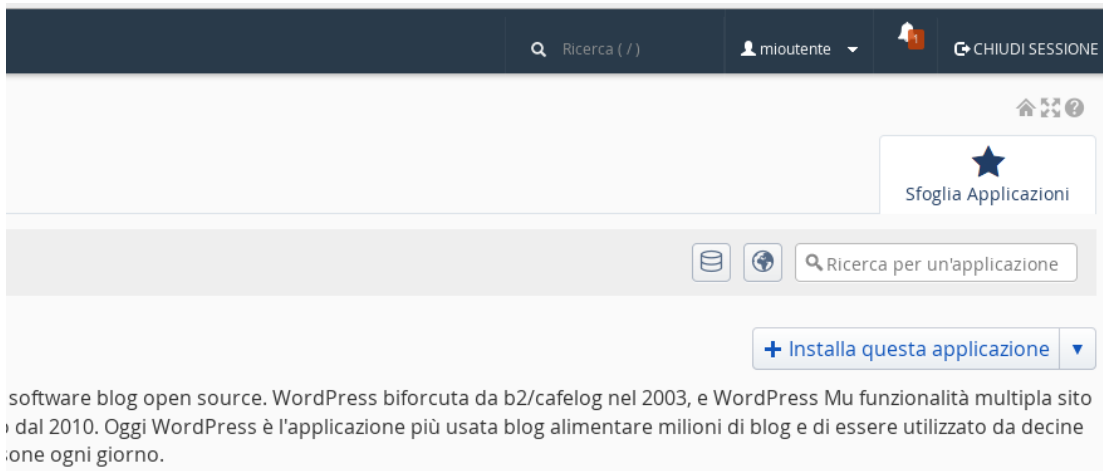 Ricerca ( / )
mioutente
1
CHIUDI SESSIONE
Sfoglia Applicazioni
Ricerca per un'applicazione
+ Installa questa applicazione
software blog open source. WordPress biforcuta da b2/cafelog nel 2003, e WordPress Mu funzionalità multipla sito
dal 2010. Oggi WordPress è l'applicazione più usata blog alimentare milioni di blog e di essere utilizzato da decine
ogni giorno.